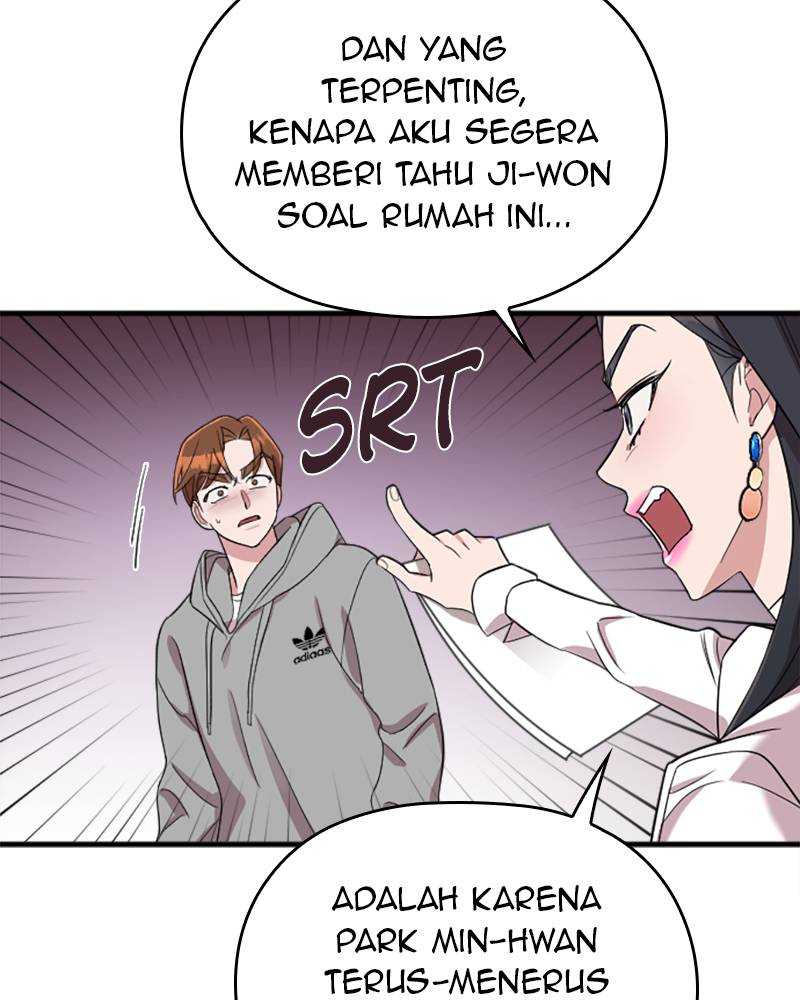 DAN YANG
TERPENTING,
KENAPA AKU SEGERA
MEMBERI TAHU JI-WON
SOAL RUMAH INI...
SRT
adiaas
ADALAH KARENA
PARK MIN-HWAN
TERUS-MENERUS